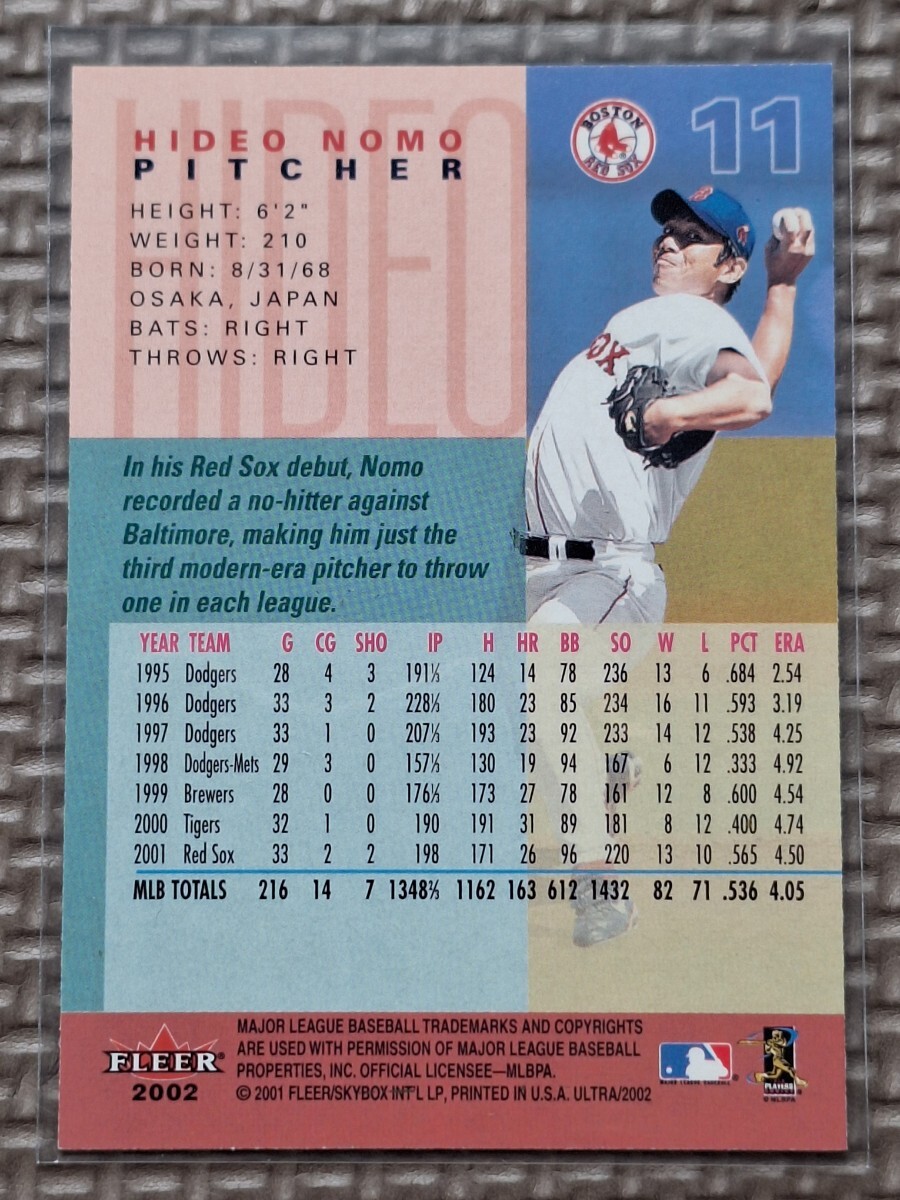 HIDEO
HIDEO NOMO
PITCHER
HEIGHT: 6'2"
WEIGHT: 210
BORN: 8/31/68
OSAKA, JAPAN
BATS: RIGHT
THROWS: RIGHT
BOSTON
RED SOX
11
B
OX
In his Red Sox debut, Nomo
recorded a no-hitter against
Baltimore, making him just the
third modern-era pitcher to throw
one in each league.
YEAR TEAM G CG SHO IP H HR BB SO W L PCT ERA
1995 Dodgers 28 4 3 191⅓ 124 14 78 236 13 6 .684 2.54
1996 Dodgers 33 3 2 228⅓ 180 23 85 234 16 11 .593 3.19
1997 Dodgers 33 1 0 207⅓ 193 23 92 233 14 12 .538 4.25
1998 Dodgers-Mets 29 3 0 157⅓ 130 19 94 167 6 12 .333 4.92
1999 Brewers 28 0 0 176⅓ 173 27 78 161 12 8 .600 4.54
2000 Tigers 32 1 0 190 191 31 89 181 8 12 .400 4.74
2001 Red Sox 33 2 2 198 171 26 96 220 13 10 .565 4.50
MLB TOTALS 216 14 7 1348⅔ 1162 163 612 1432 82 71 .536 4.05
FLEER
2002
MAJOR LEAGUE BASEBALL TRADEMARKS AND COPYRIGHTS
ARE USED WITH PERMISSION OF MAJOR LEAGUE BASEBALL
PROPERTIES, INC. OFFICIAL LICENSEE—MLBPA.
© 2001 FLEER/SKYBOX INT'L LP, PRINTED IN U.S.A. ULTRA/2002
MAJOR LEAGUE BASEBALL
PLAYERS
© MLBPA